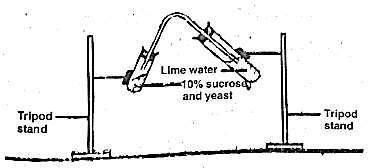 Lime water
10% sucrose
and yeast
Tripod
stand
Tripod
stand